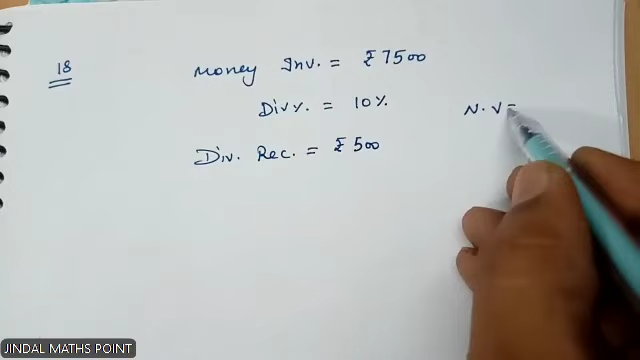 18
Money Inv. = ₹ 7500
Div %. = 10 %.
N. V =
Div. Rec. = ₹ 500
JINDAL MATHS POINT